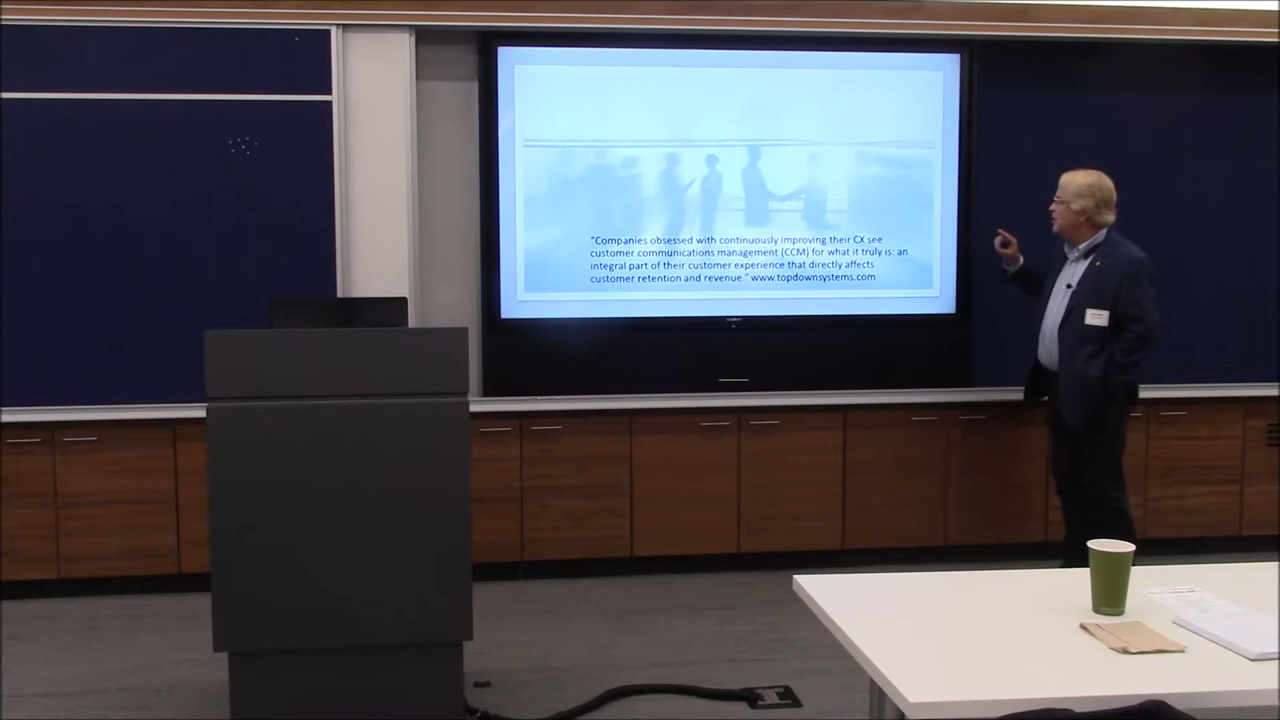 "Companies obsessed with continuously improving their CX see
customer communications management (CCM) for what it truly is: an
integral part of their customer experience that directly affects
customer retention and revenue." www.topdownsystems.com